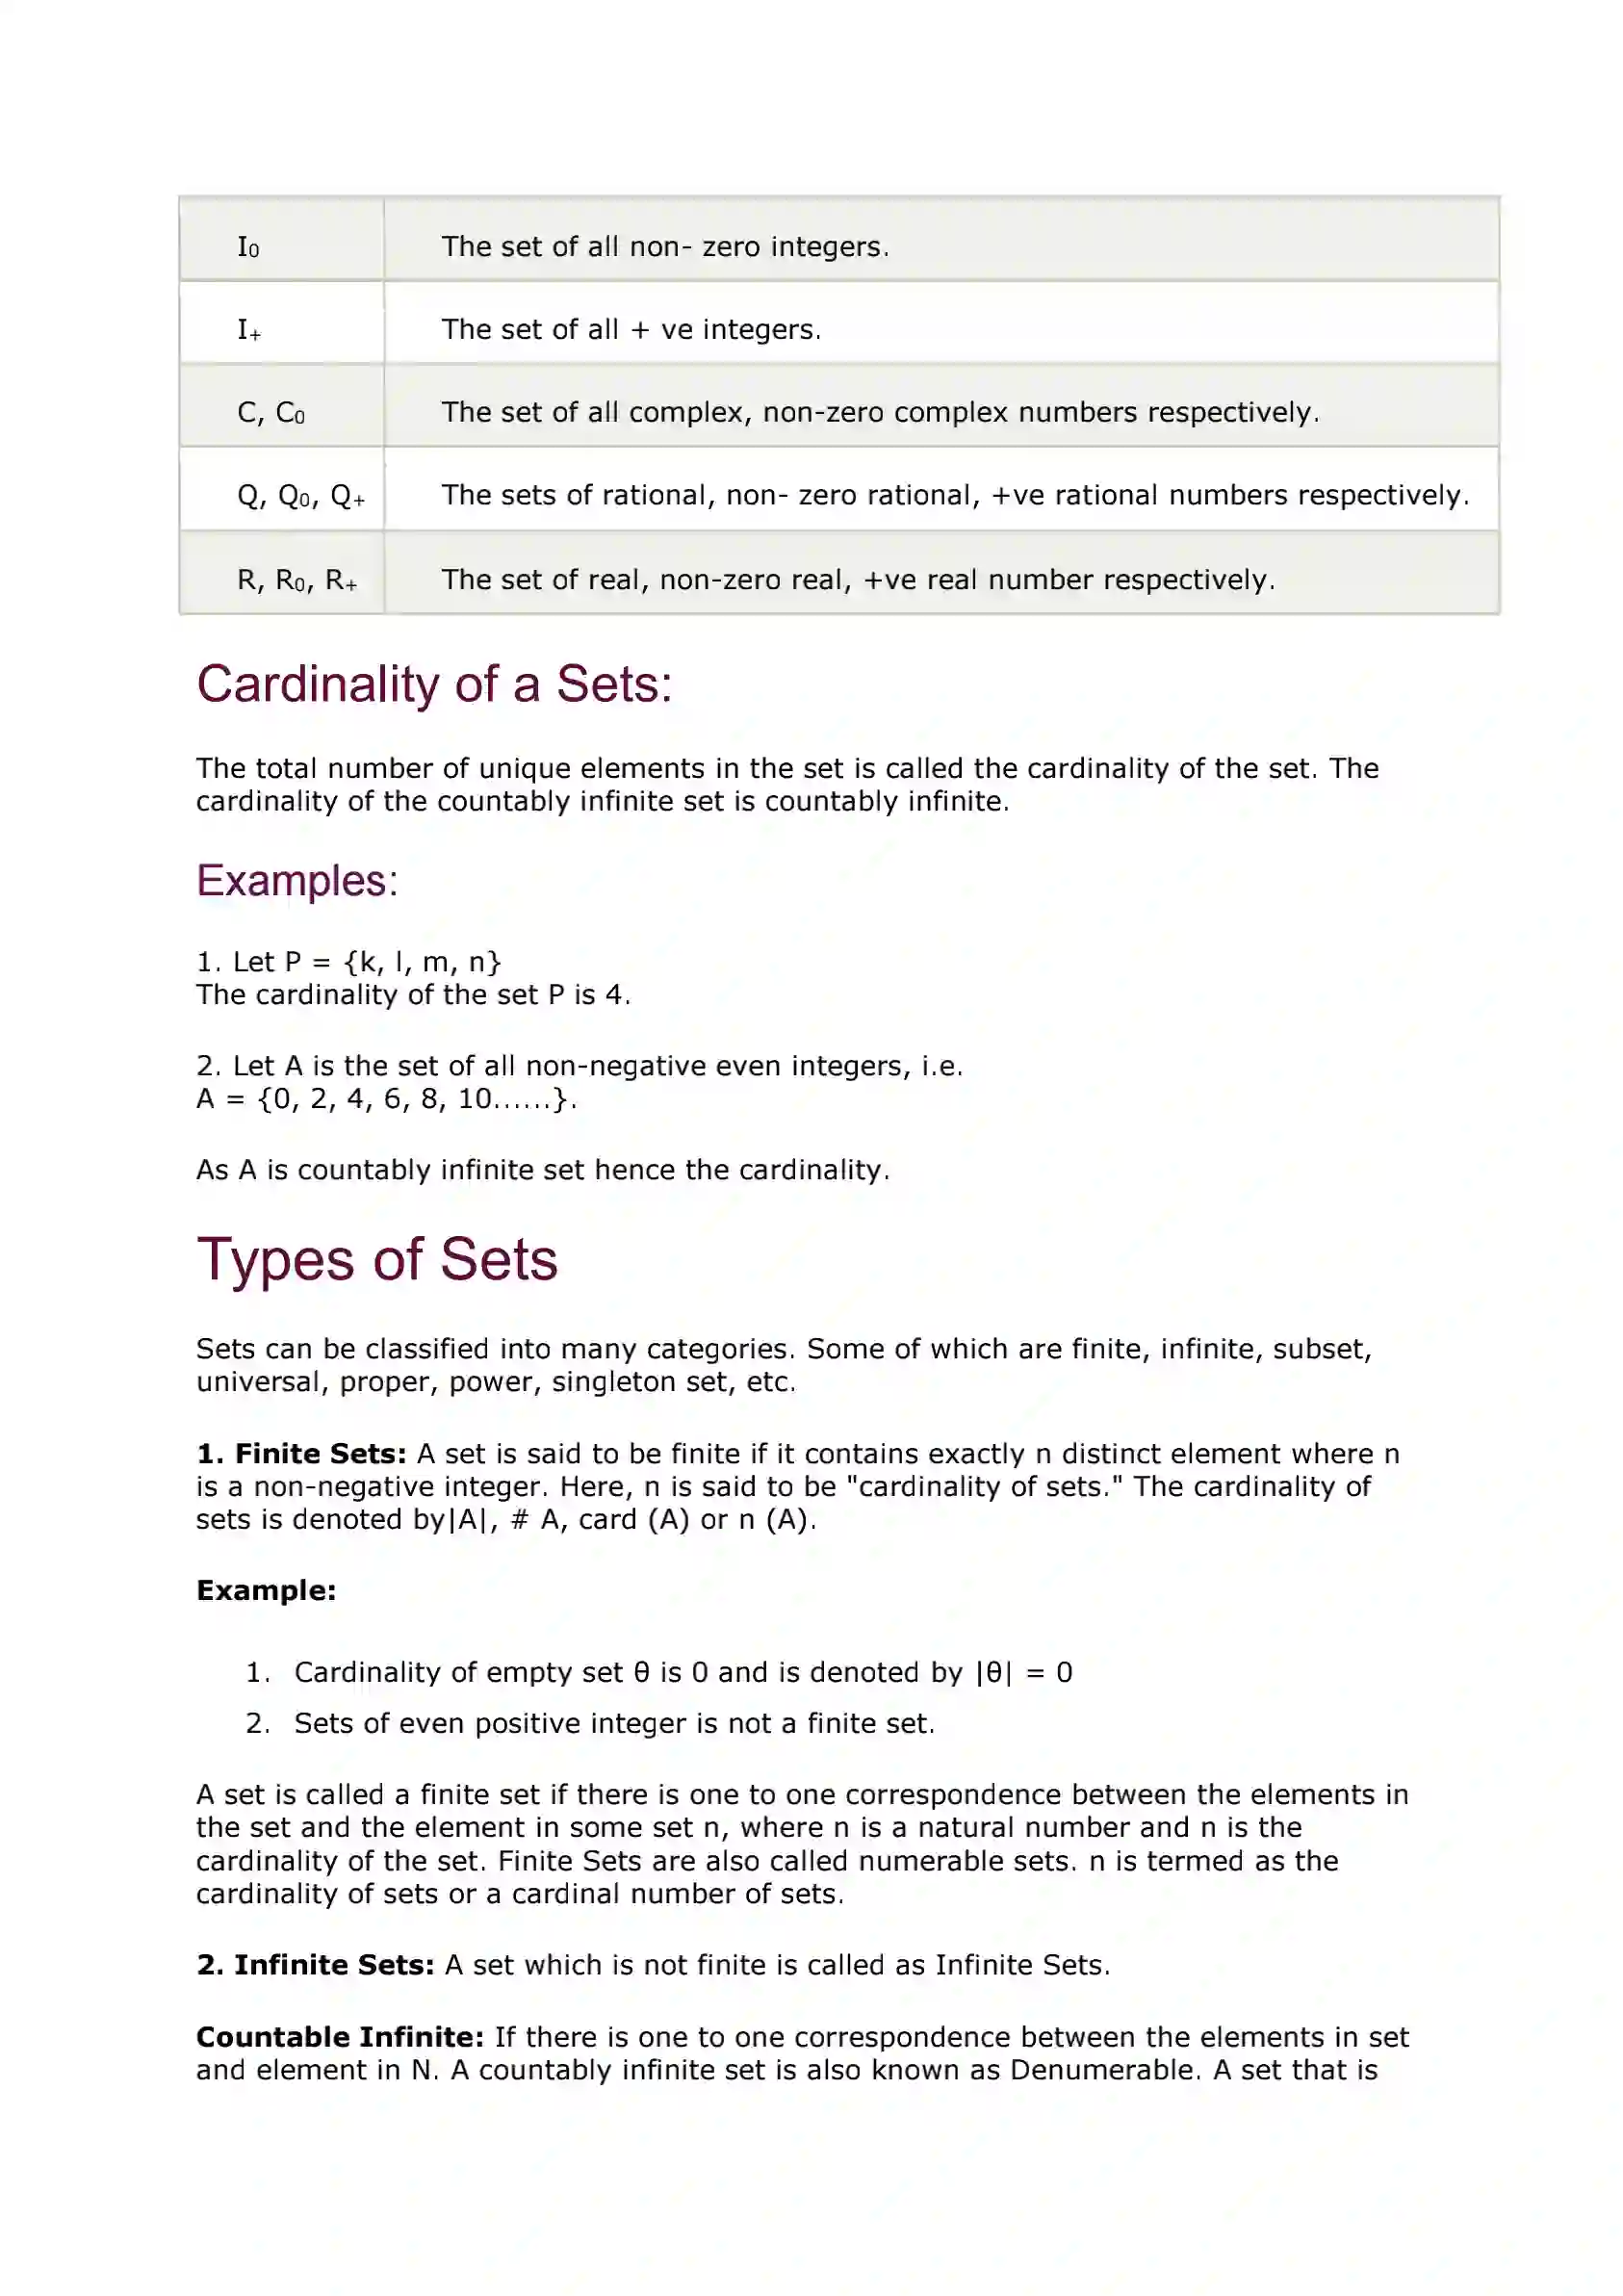 I0 The set of all non- zero integers.
I+ The set of all + ve integers.
C, C0 The set of all complex, non-zero complex numbers respectively.
Q, Q0, Q+ The sets of rational, non- zero rational, +ve rational numbers respectively.
R, R0, R+ The set of real, non-zero real, +ve real number respectively.
Cardinality of a Sets:
The total number of unique elements in the set is called the cardinality of the set. The
cardinality of the countably infinite set is countably infinite.
Examples:
1. Let P = {k, l, m, n}
The cardinality of the set P is 4.
2. Let A is the set of all non-negative even integers, i.e.
A = {0, 2, 4, 6, 8, 10......}.
As A is countably infinite set hence the cardinality.
Types of Sets
Sets can be classified into many categories. Some of which are finite, infinite, subset,
universal, proper, power, singleton set, etc.
1. Finite Sets: A set is said to be finite if it contains exactly n distinct element where n
is a non-negative integer. Here, n is said to be "cardinality of sets." The cardinality of
sets is denoted by|A|, # A, card (A) or n (A).
Example:
1. Cardinality of empty set θ is 0 and is denoted by |θ| = 0
2. Sets of even positive integer is not a finite set.
A set is called a finite set if there is one to one correspondence between the elements in
the set and the element in some set n, where n is a natural number and n is the
cardinality of the set. Finite Sets are also called numerable sets. n is termed as the
cardinality of sets or a cardinal number of sets.
2. Infinite Sets: A set which is not finite is called as Infinite Sets.
Countable Infinite: If there is one to one correspondence between the elements in set
and element in N. A countably infinite set is also known as Denumerable. A set that is